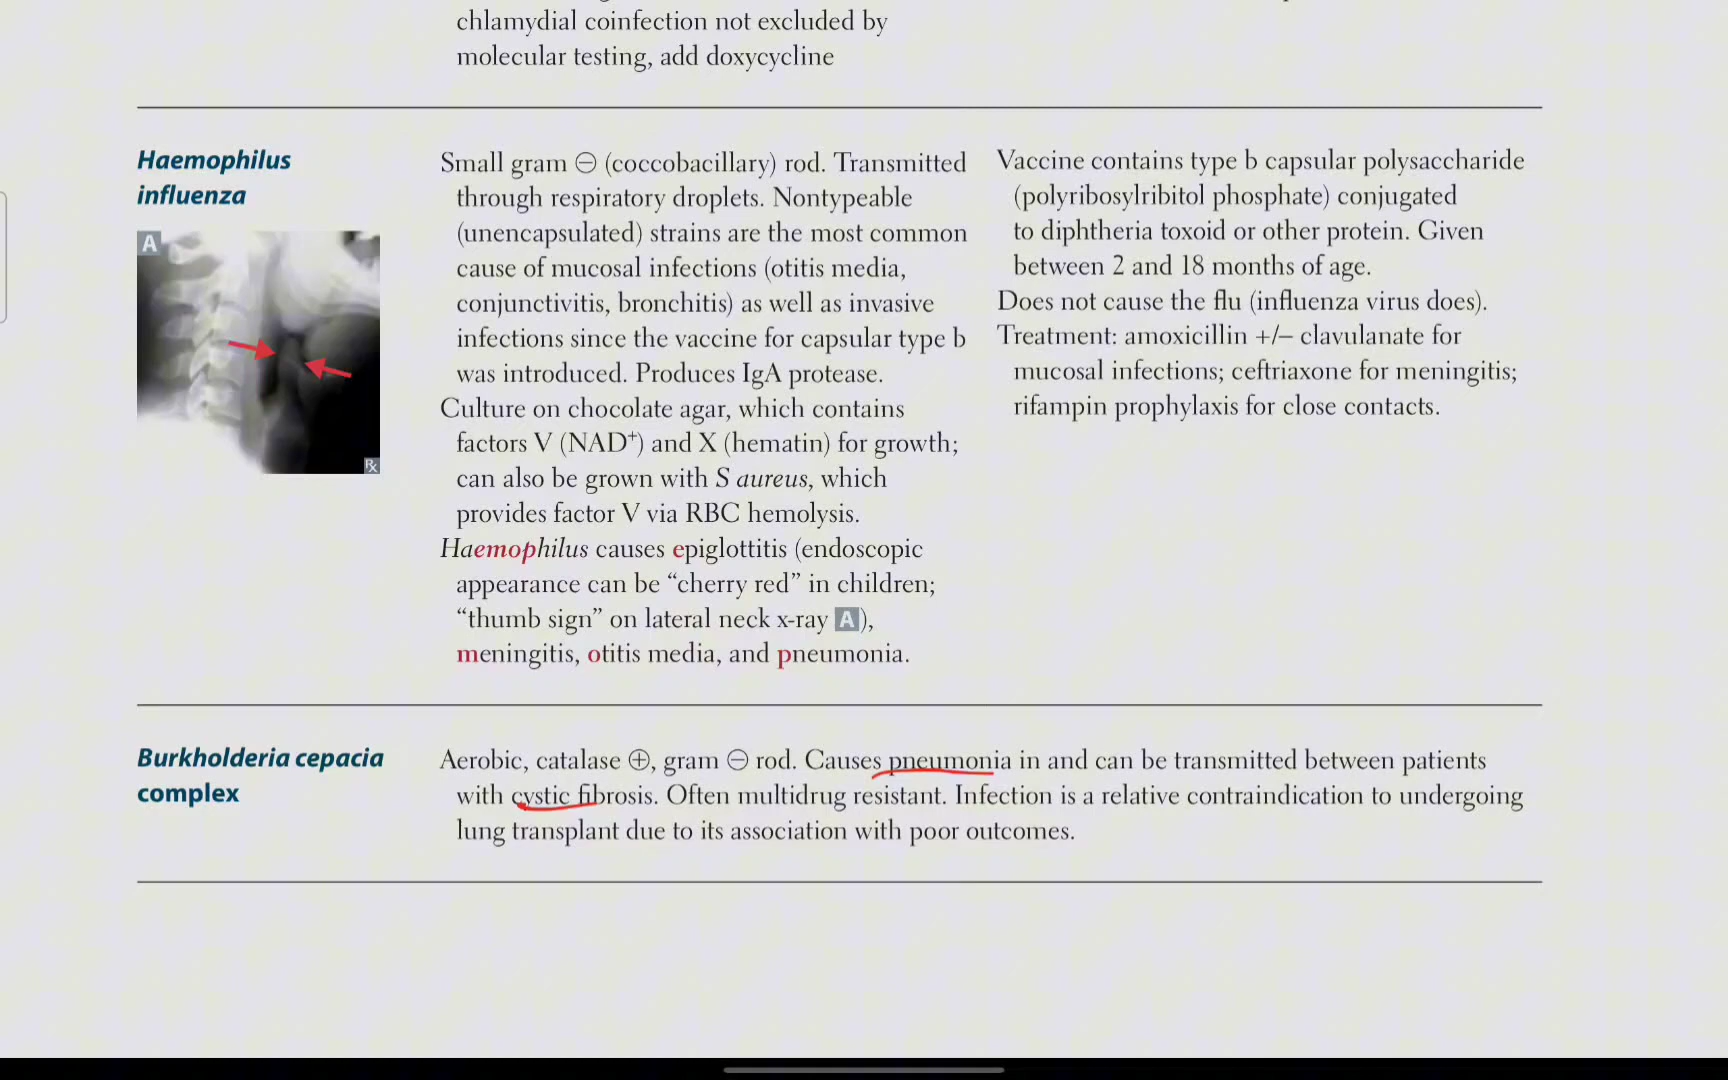 chlamydial coinfection not excluded by
molecular testing, add doxycycline
Haemophilus
influenza
A
Small gram ⊖ (coccobacillary) rod. Transmitted
through respiratory droplets. Nontypeable
(unencapsulated) strains are the most common
cause of mucosal infections (otitis media,
conjunctivitis, bronchitis) as well as invasive
infections since the vaccine for capsular type b
was introduced. Produces IgA protease.
Culture on chocolate agar, which contains
factors V (NAD⁺) and X (hematin) for growth;
can also be grown with S aureus, which
provides factor V via RBC hemolysis.
Haemophilus causes epiglottitis (endoscopic
appearance can be “cherry red” in children;
“thumb sign” on lateral neck x-ray A),
meningitis, otitis media, and pneumonia.
Vaccine contains type b capsular polysaccharide
(polyribosylribitol phosphate) conjugated
to diphtheria toxoid or other protein. Given
between 2 and 18 months of age.
Does not cause the flu (influenza virus does).
Treatment: amoxicillin +/– clavulanate for
mucosal infections; ceftriaxone for meningitis;
rifampin prophylaxis for close contacts.
℞
Burkholderia cepacia
complex
Aerobic, catalase ⊕, gram ⊖ rod. Causes pneumonia in and can be transmitted between patients
with cystic fibrosis. Often multidrug resistant. Infection is a relative contraindication to undergoing
lung transplant due to its association with poor outcomes.